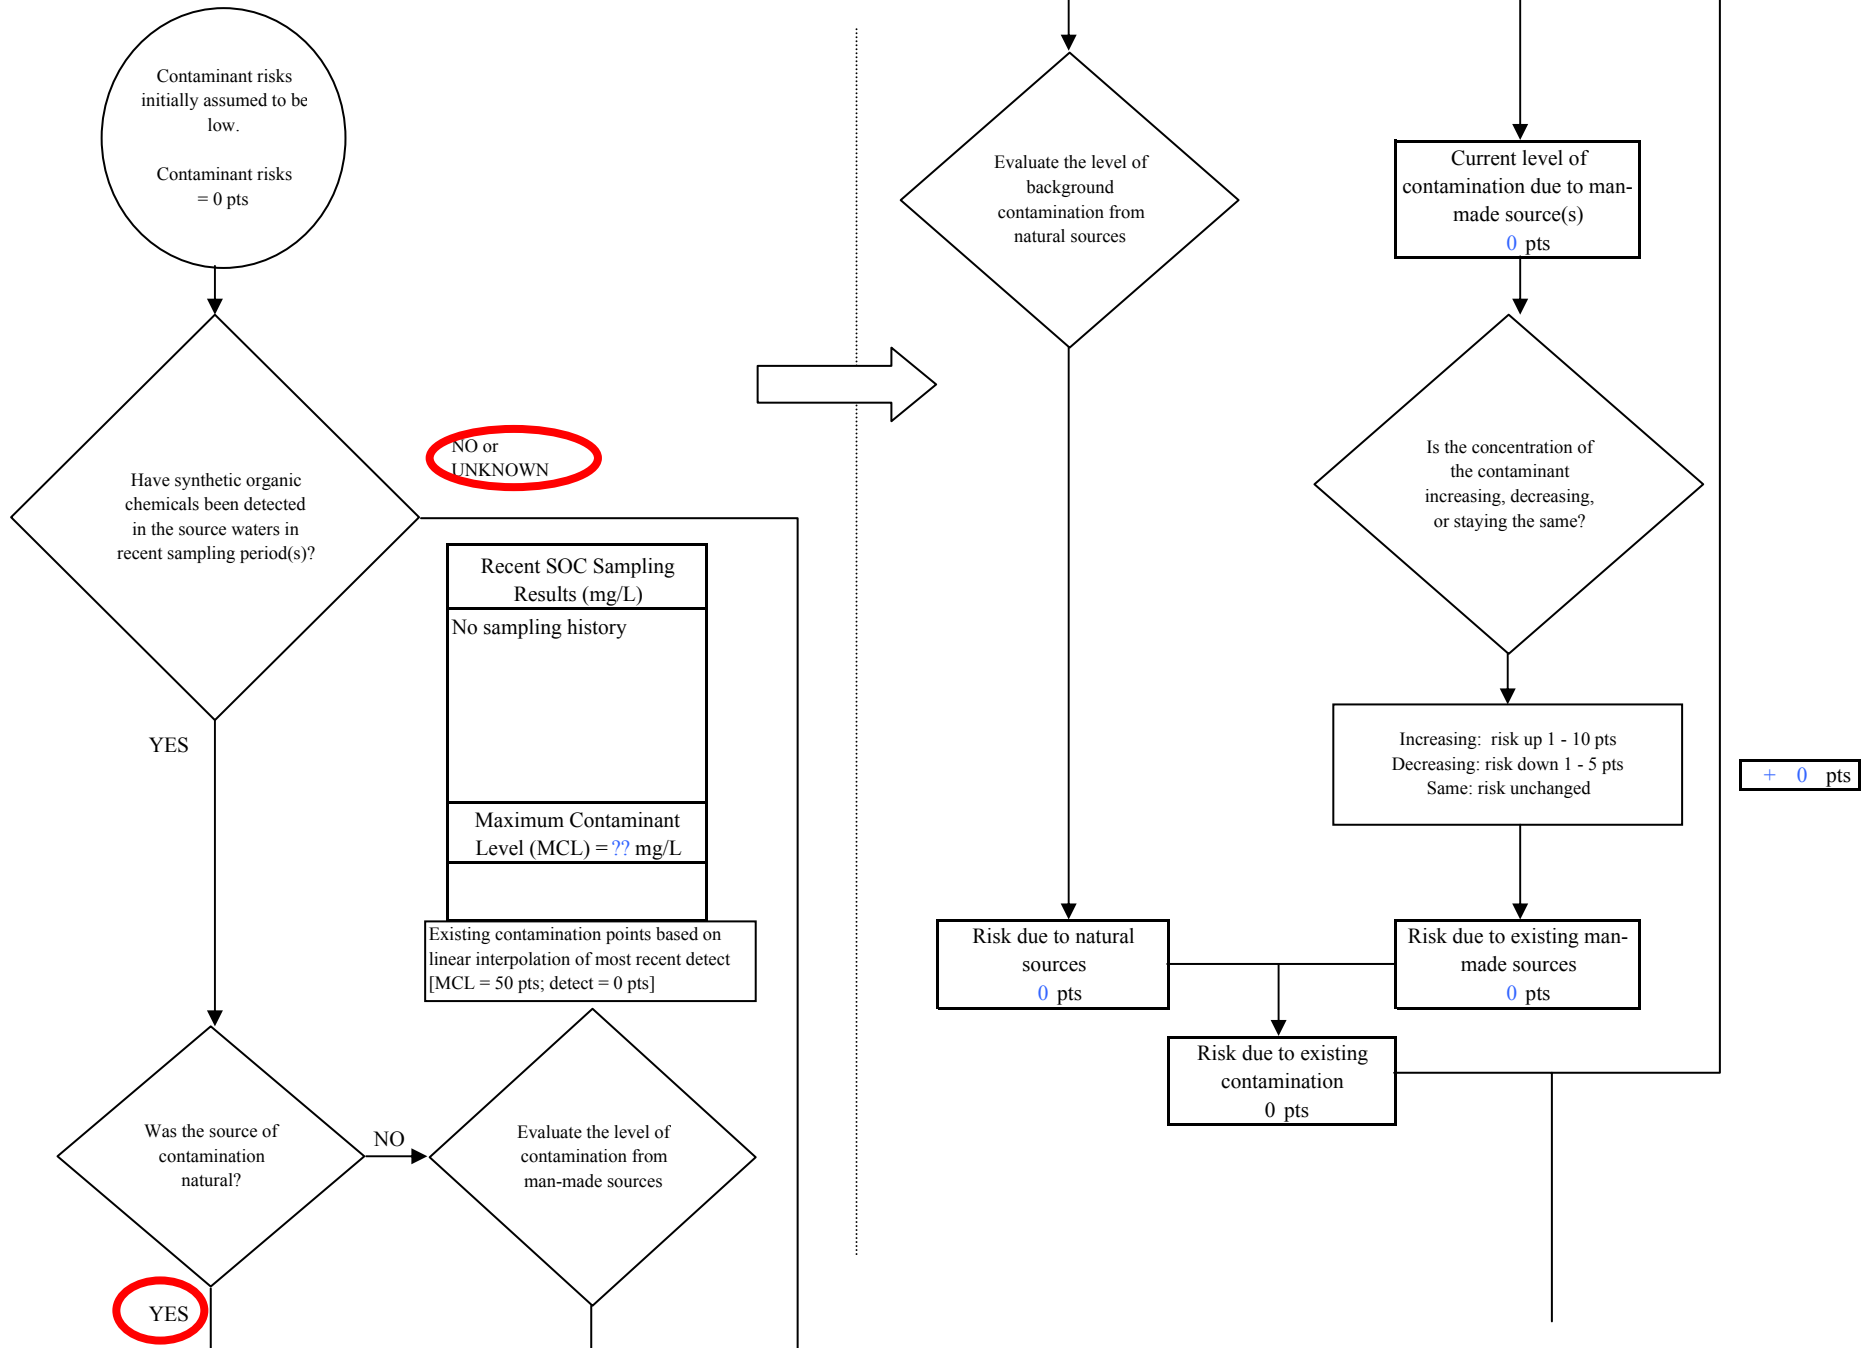 Contaminant risks
initially assumed to be
low.
Contaminant risks
= 0 pts
Have synthetic organic
chemicals been detected
in the source waters in
recent sampling period(s)?
NO or
UNKNOWN
YES
Recent SOC Sampling
Results (mg/L)
No sampling history
Maximum Contaminant
Level (MCL) = ?? mg/L
Existing contamination points based on
linear interpolation of most recent detect
[MCL = 50 pts; detect = 0 pts]
Was the source of
contamination
natural?
NO
Evaluate the level of
contamination from
man-made sources
YES
Evaluate the level of
background
contamination from
natural sources
Current level of
contamination due to man-
made source(s)
0 pts
Is the concentration of
the contaminant
increasing, decreasing,
or staying the same?
Increasing: risk up 1 - 10 pts
Decreasing: risk down 1 - 5 pts
Same: risk unchanged
+ 0 pts
Risk due to natural
sources
0 pts
Risk due to existing man-
made sources
0 pts
Risk due to existing
contamination
0 pts